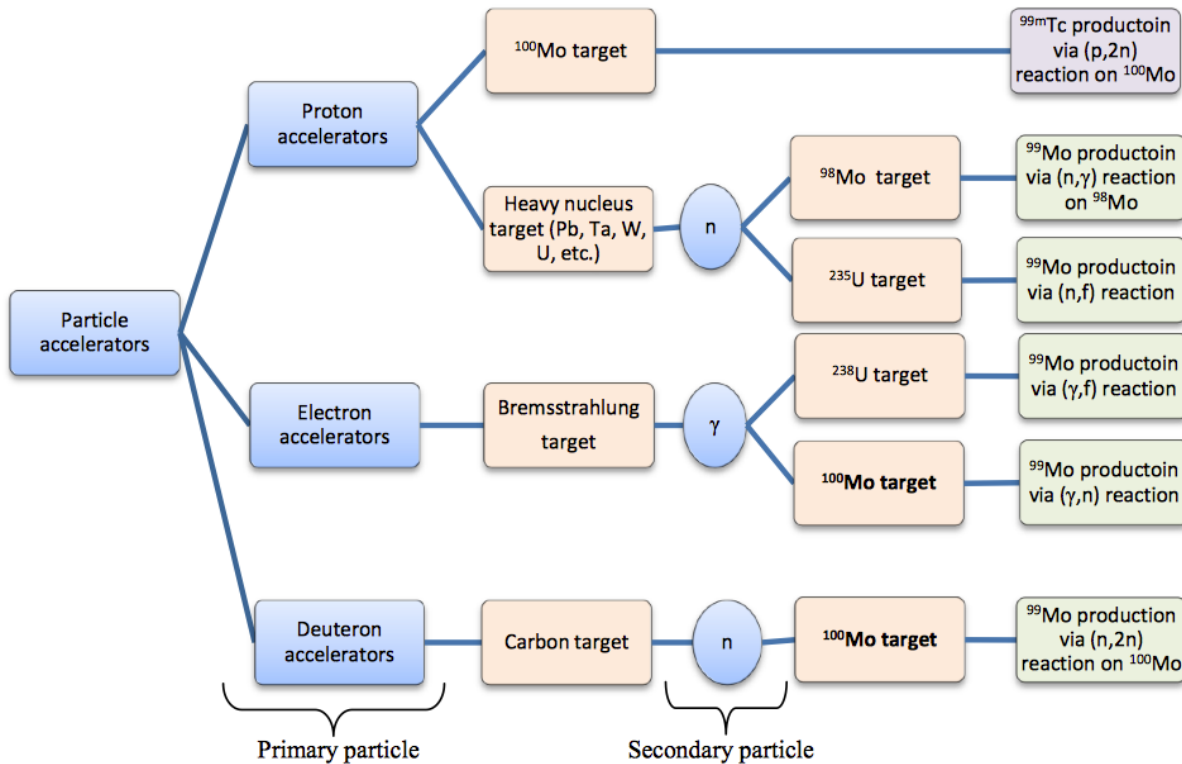 ¹⁰⁰Mo target
⁹⁹ᵐTc productoin
via (p,2n)
reaction on ¹⁰⁰Mo
Proton
accelerators
Heavy nucleus
target (Pb, Ta, W,
U, etc.)
n
⁹⁸Mo target
⁹⁹Mo productoin
via (n,γ) reaction
on ⁹⁸Mo
²³⁵U target
⁹⁹Mo productoin
via (n,f) reaction
Particle
accelerators
Electron
accelerators
Bremsstrahlung
target
γ
²³⁸U target
⁹⁹Mo productoin
via (γ,f) reaction
¹⁰⁰Mo target
⁹⁹Mo productoin
via (γ,n) reaction
Deuteron
accelerators
Carbon target
n
¹⁰⁰Mo target
⁹⁹Mo production
via (n,2n)
reaction on ¹⁰⁰Mo
Primary particle
Secondary particle